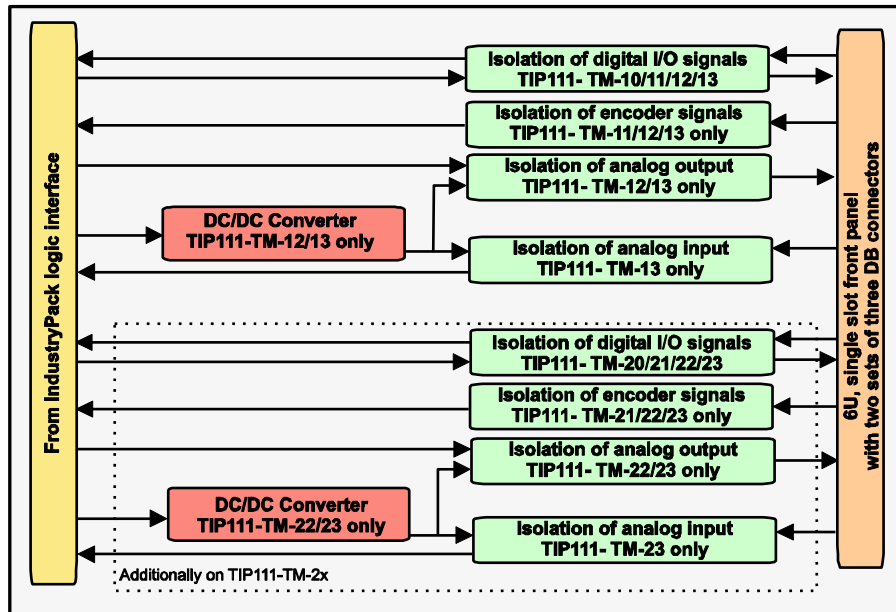 From IndustryPack logic interface
Isolation of digital I/O signals
TIP111- TM-10/11/12/13
Isolation of encoder signals
TIP111- TM-11/12/13 only
Isolation of analog output
TIP111- TM-12/13 only
DC/DC Converter
TIP111-TM-12/13 only
Isolation of analog input
TIP111- TM-13 only
Isolation of digital I/O signals
TIP111- TM-20/21/22/23
Isolation of encoder signals
TIP111- TM-21/22/23 only
Isolation of analog output
TIP111- TM-22/23 only
DC/DC Converter
TIP111-TM-22/23 only
Isolation of analog input
TIP111- TM-23 only
Additionally on TIP111-TM-2x
6U, single slot front panel
with two sets of three DB connectors